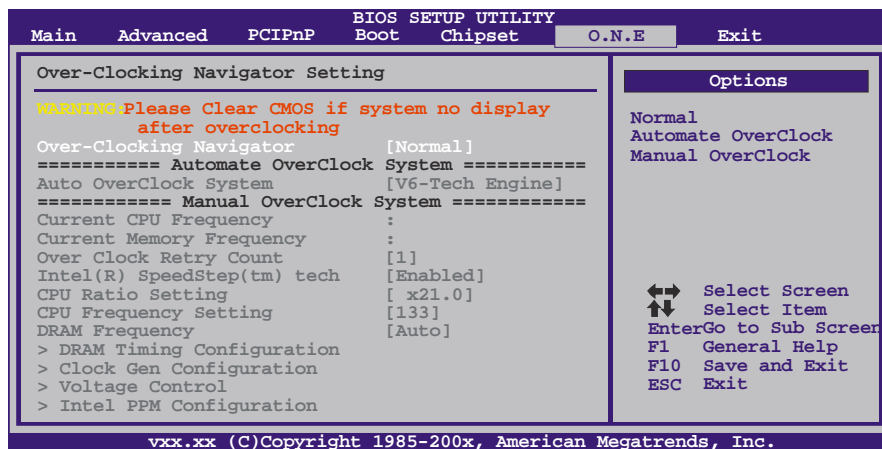 BIOS SETUP UTILITY
Main Advanced PCIPnP Boot Chipset O.N.E Exit
Over-Clocking Navigator Setting
WARNING:Please Clear CMOS if system no display
after overclocking
Over-Clocking Navigator [Normal]
=========== Automate OverClock System ===========
Auto OverClock System [V6-Tech Engine]
============ Manual OverClock System ============
Current CPU Frequency :
Current Memory Frequency :
Over Clock Retry Count [1]
Intel(R) SpeedStep(tm) tech [Enabled]
CPU Ratio Setting [ x21.0]
CPU Frequency Setting [133]
DRAM Frequency [Auto]
> DRAM Timing Configuration
> Clock Gen Configuration
> Voltage Control
> Intel PPM Configuration
Options
Normal
Automate OverClock
Manual OverClock
Select Screen
Select Item
EnterGo to Sub Screen
F1 General Help
F10 Save and Exit
ESC Exit
vxx.xx (C)Copyright 1985-200x, American Megatrends, Inc.